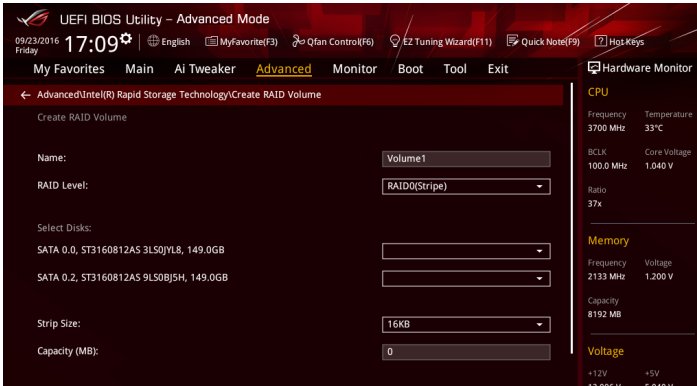 UEFI BIOS Utility – Advanced Mode
09/23/2016 Friday 17:09 English MyFavorite(F3) Qfan Control(F6) EZ Tuning Wizard(F11) Quick Note(F9) ? Hot Keys
My Favorites Main Ai Tweaker Advanced Monitor Boot Tool Exit
← Advanced\Intel(R) Rapid Storage Technology\Create RAID Volume
Create RAID Volume
Name: Volume1
RAID Level: RAID0(Stripe)
Select Disks:
SATA 0.0, ST3160812AS 3LS0JYL8, 149.0GB
SATA 0.2, ST3160812AS 9LS0BJ5H, 149.0GB
Strip Size: 16KB
Capacity (MB): 0
Hardware Monitor
CPU
Frequency Temperature
3700 MHz 33°C
BCLK Core Voltage
100.0 MHz 1.040 V
Ratio
37x
Memory
Frequency Voltage
2133 MHz 1.200 V
Capacity
8192 MB
Voltage
+12V +5V